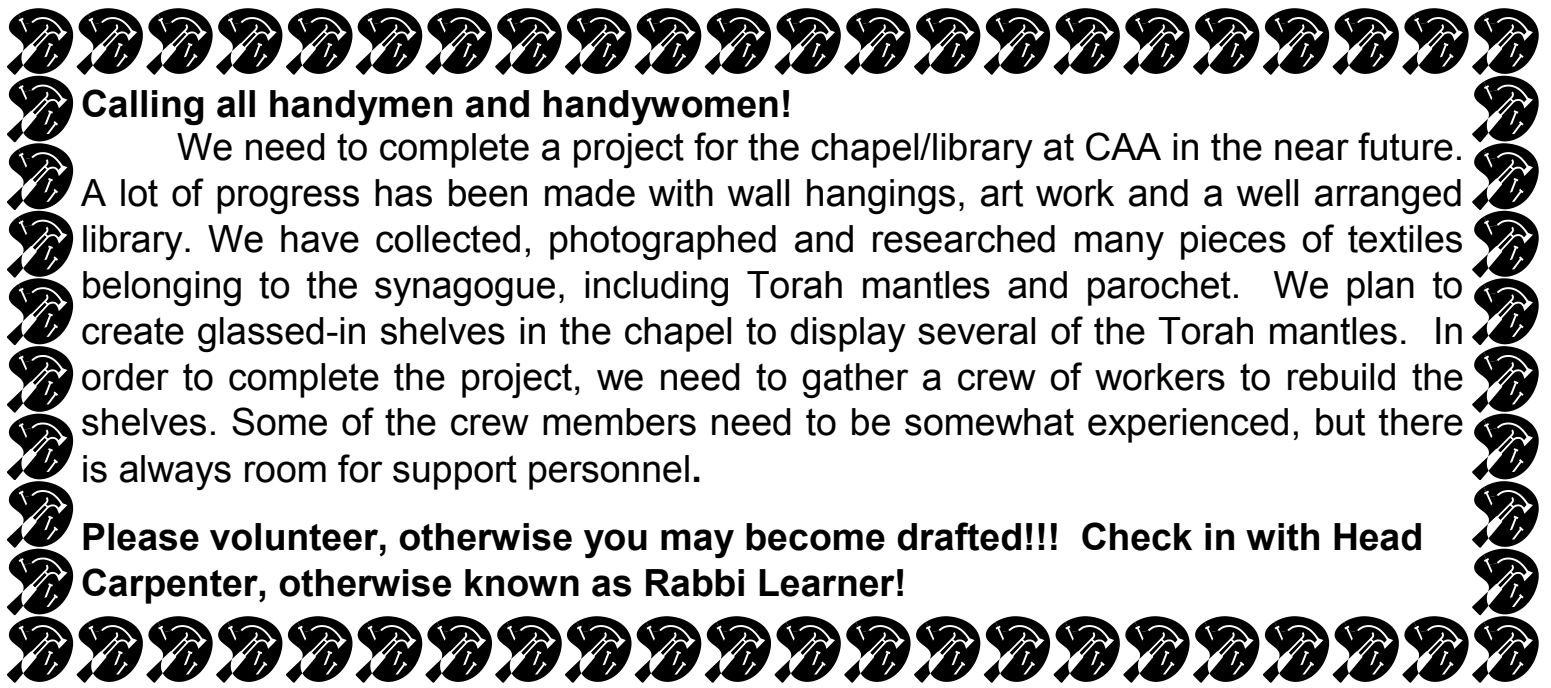 Calling all handymen and handywomen!
We need to complete a project for the chapel/library at CAA in the near future.
A lot of progress has been made with wall hangings, art work and a well arranged
library. We have collected, photographed and researched many pieces of textiles
belonging to the synagogue, including Torah mantles and parochet.  We plan to
create glassed-in shelves in the chapel to display several of the Torah mantles.  In
order to complete the project, we need to gather a crew of workers to rebuild the
shelves. Some of the crew members need to be somewhat experienced, but there
is always room for support personnel.
Please volunteer, otherwise you may become drafted!!!  Check in with Head
Carpenter, otherwise known as Rabbi Learner!